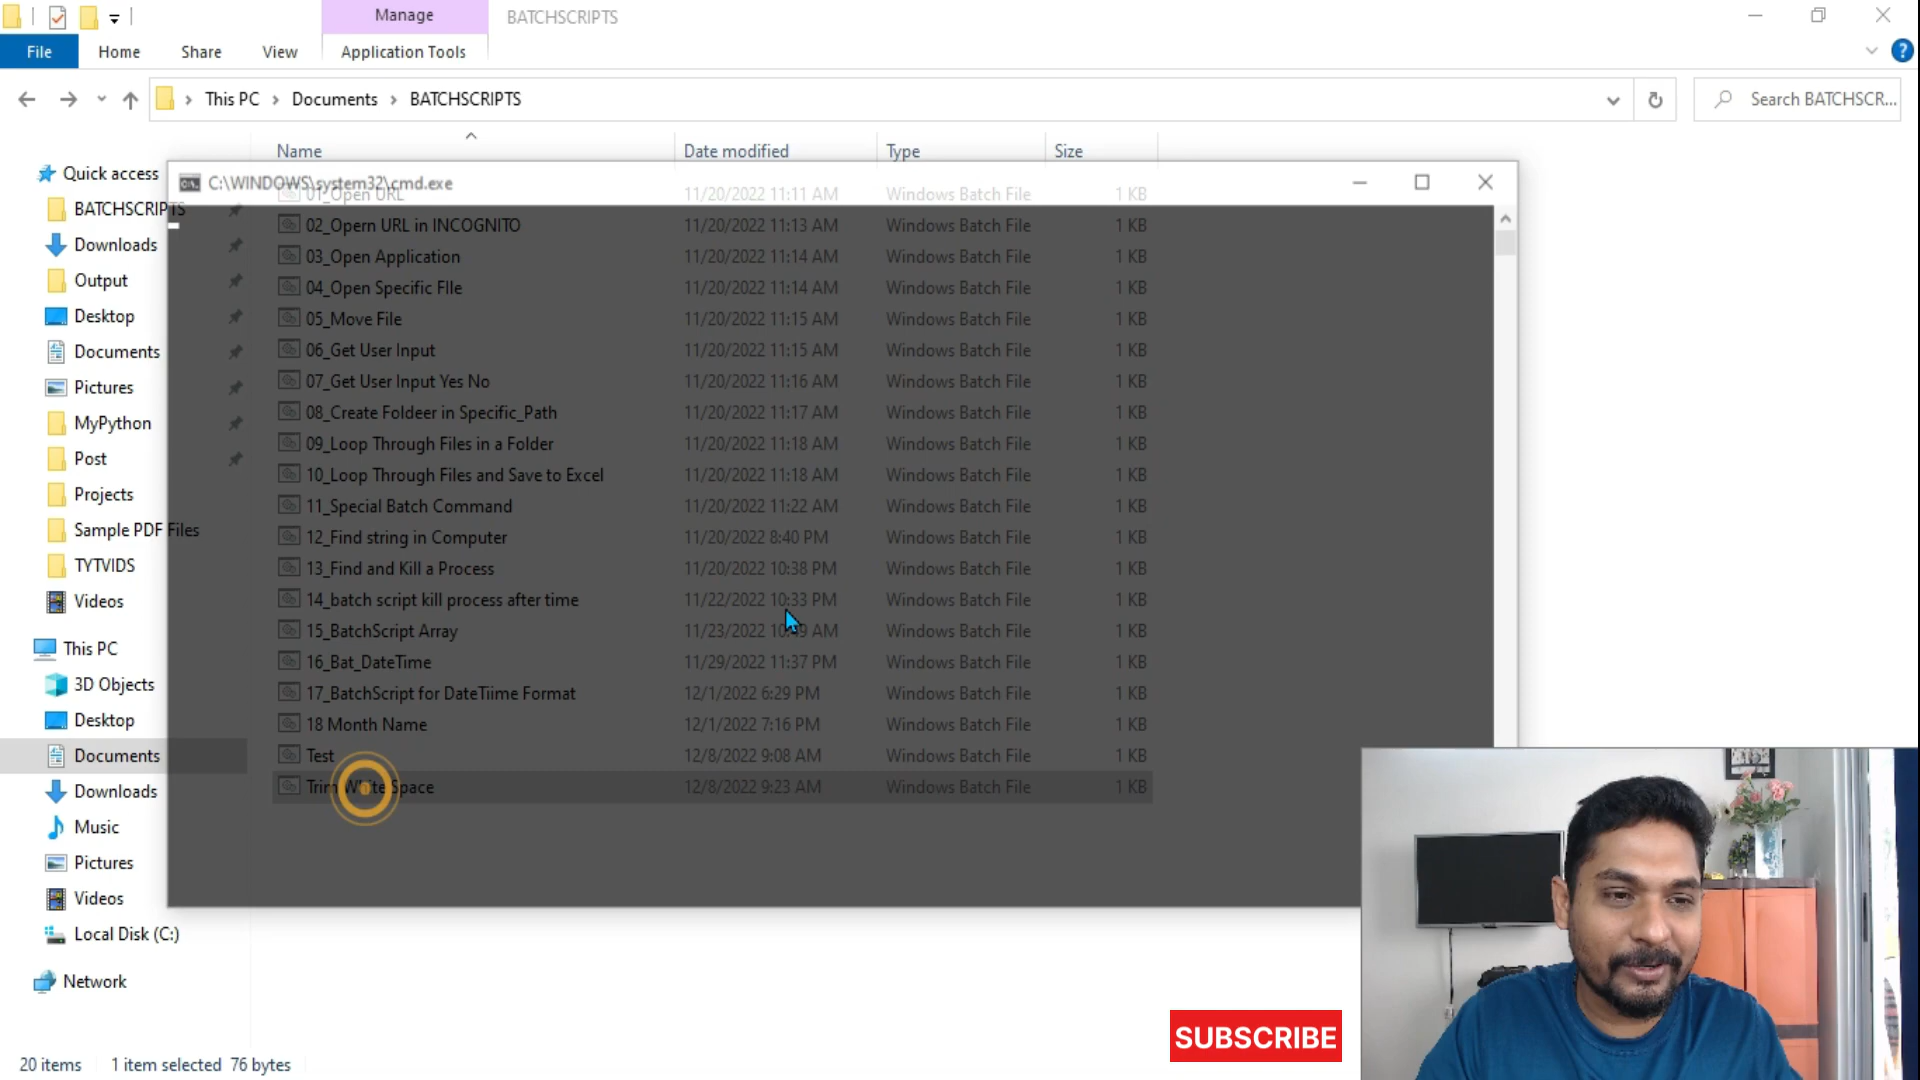 Manage
BATCHSCRIPTS
File
Home
Share
View
Application Tools
This PC
Documents
BATCHSCRIPTS
Search BATCHSCR...
Name
Date modified
Type
Size
Quick access
BATCHSCRIPTS
Downloads
Output
Desktop
Documents
Pictures
MyPython
Post
Projects
Sample PDF Files
TYTVIDS
Videos
This PC
3D Objects
Desktop
Documents
Downloads
Music
Pictures
Videos
Local Disk (C:)
Network
C:\WINDOWS\system32\cmd.exe
01_Open URL 11/20/2022 11:11 AM Windows Batch File 1 KB
02_Opern URL in INCOGNITO 11/20/2022 11:13 AM Windows Batch File 1 KB
03_Open Application 11/20/2022 11:14 AM Windows Batch File 1 KB
04_Open Specific FIle 11/20/2022 11:14 AM Windows Batch File 1 KB
05_Move File 11/20/2022 11:15 AM Windows Batch File 1 KB
06_Get User Input 11/20/2022 11:15 AM Windows Batch File 1 KB
07_Get User Input Yes No 11/20/2022 11:16 AM Windows Batch File 1 KB
08_Create Foldeer in Specific_Path 11/20/2022 11:17 AM Windows Batch File 1 KB
09_Loop Through Files in a Folder 11/20/2022 11:18 AM Windows Batch File 1 KB
10_Loop Through Files and Save to Excel 11/20/2022 11:18 AM Windows Batch File 1 KB
11_Special Batch Command 11/20/2022 11:22 AM Windows Batch File 1 KB
12_Find string in Computer 11/20/2022 8:40 PM Windows Batch File 1 KB
13_Find and Kill a Process 11/20/2022 10:38 PM Windows Batch File 1 KB
14_batch script kill process after time 11/22/2022 10:33 PM Windows Batch File 1 KB
15_BatchScript Array 11/23/2022 10:49 AM Windows Batch File 1 KB
16_Bat_DateTime 11/29/2022 11:37 PM Windows Batch File 1 KB
17_BatchScript for DateTiime Format 12/1/2022 6:29 PM Windows Batch File 1 KB
18 Month Name 12/1/2022 7:16 PM Windows Batch File 1 KB
Test 12/8/2022 9:08 AM Windows Batch File 1 KB
Trim White Space 12/8/2022 9:23 AM Windows Batch File 1 KB
SUBSCRIBE
20 items 1 item selected 76 bytes